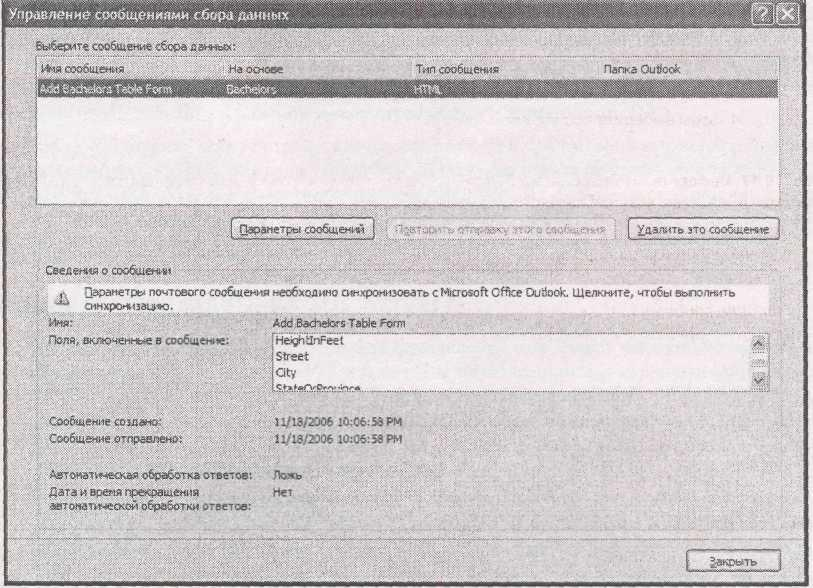 Управление сообщениями сбора данных
Выберите сообщение сбора данных:
Имя сообщения На основе Тип сообщения Папка Outlook
Add Bachelors Table Form Bachelors HTML
Параметры сообщений Повторить отправку этого сообщения Удалить это сообщение
Сведения о сообщении
Параметры почтового сообщения необходимо синхронизовать с Microsoft Office Outlook. Щелкните, чтобы выполнить
синхронизацию.
Имя: Add Bachelors Table Form
Поля, включенные в сообщение: HeightInFeet
Street
City
StateOrProvince
Сообщение создано: 11/18/2006 10:06:58 PM
Сообщение отправлено: 11/18/2006 10:06:58 PM
Автоматическая обработка ответов: Ложь
Дата и время прекращения Нет
автоматической обработки ответов:
Закрыть